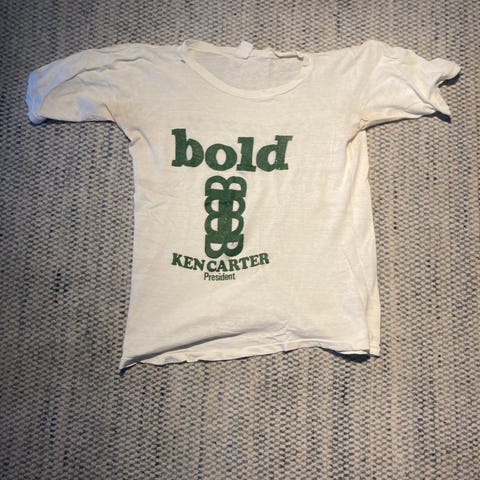 bold
KEN CARTER
President